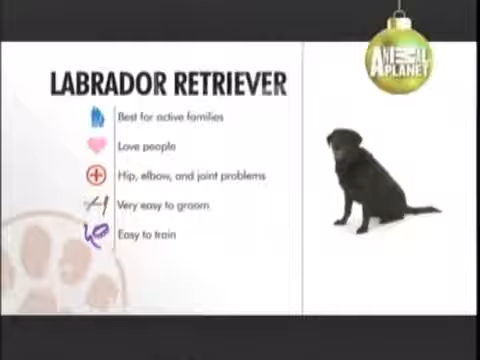 ANIMAL
PLANET
LABRADOR RETRIEVER
Best for active families
Love people
Hip, elbow, and joint problems
Very easy to groom
Easy to train